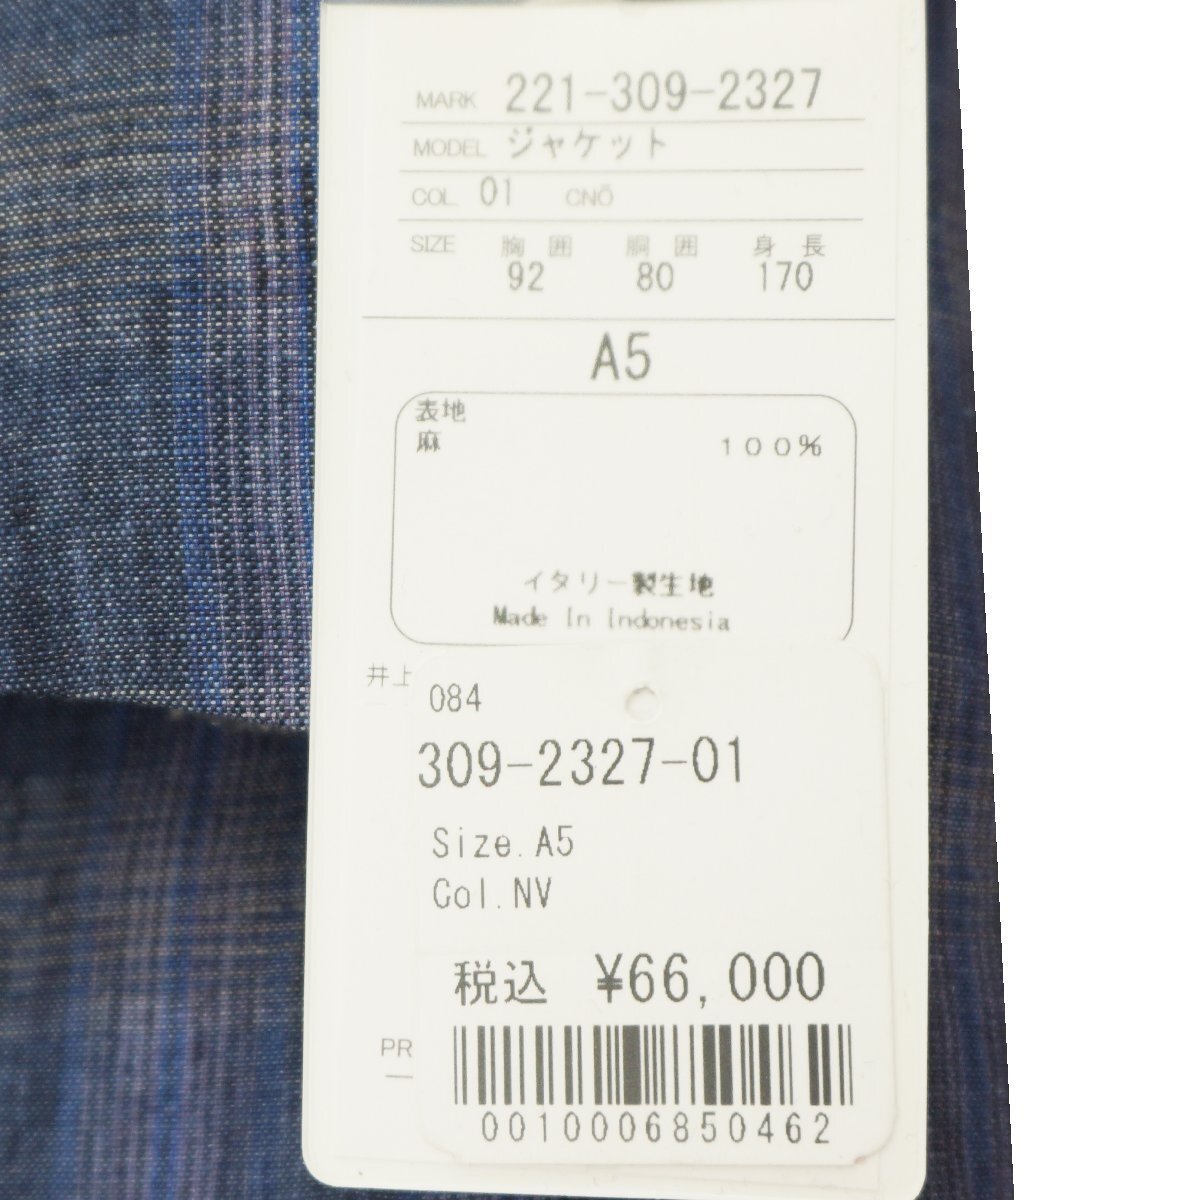 MARK 221-309-2327
MODEL ジャケット
COL. 01 CNŌ
SIZE 胸囲 胴囲 身長
92 80 170
A5
表地
麻 100%
イタリー製生地
Made In Indonesia
井上
084
309-2327-01
Size.A5
Col.NV
税込 ¥66,000
PR
0010006850462